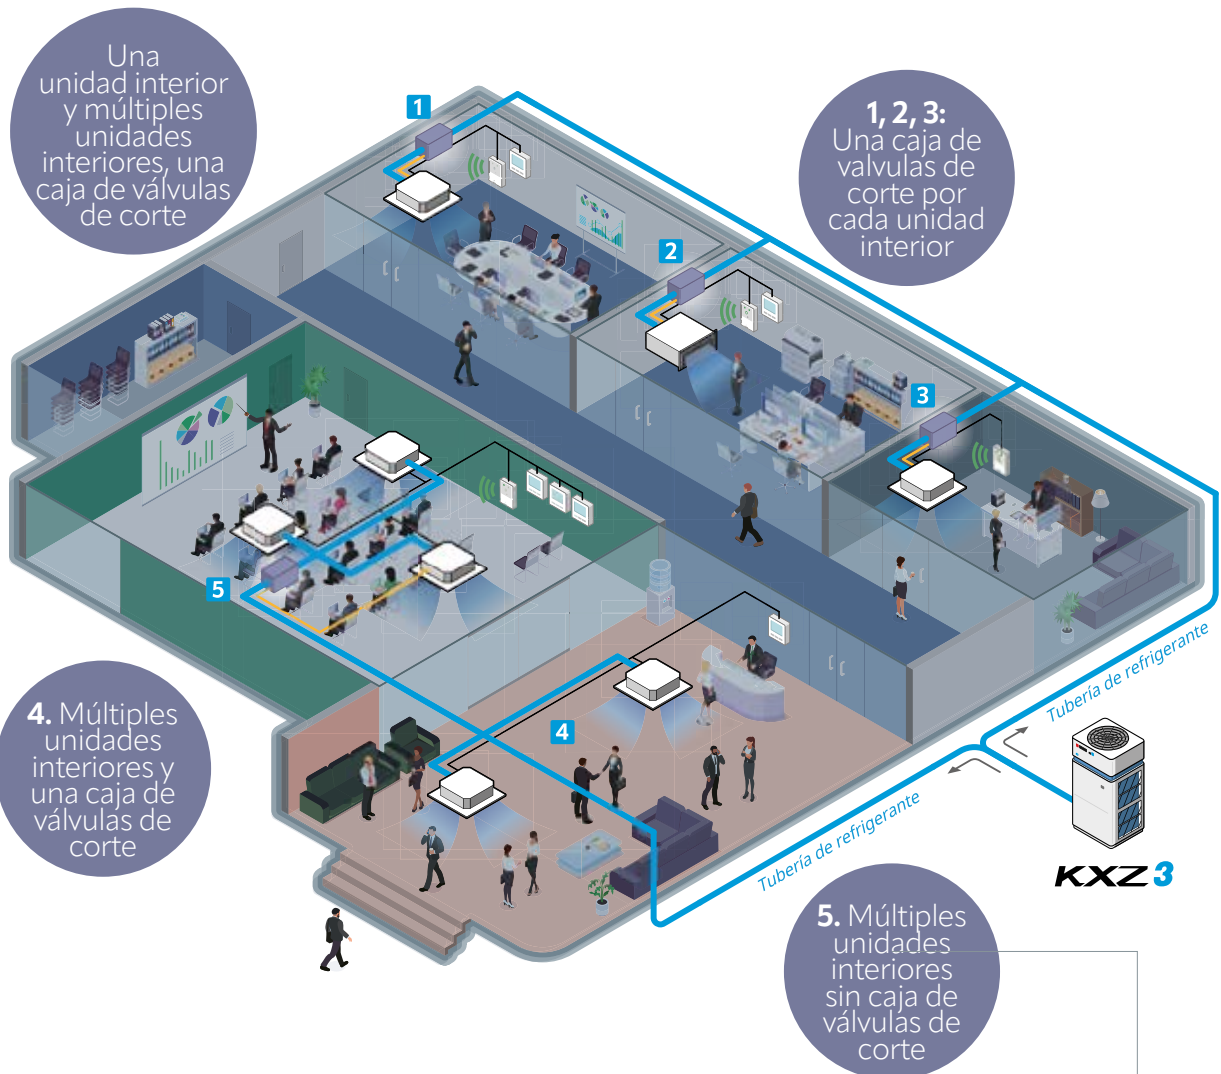 Una
unidad interior
y múltiples
unidades
interiores, una
caja de válvulas
de corte
1
1, 2, 3:
Una caja de
valvulas de
corte por
cada unidad
interior
2
3
5
4
4. Múltiples
unidades
interiores y
una caja de
válvulas de
corte
Tubería de refrigerante
Tubería de refrigerante
KXZ3
5. Múltiples
unidades
interiores
sin caja de
válvulas de
corte